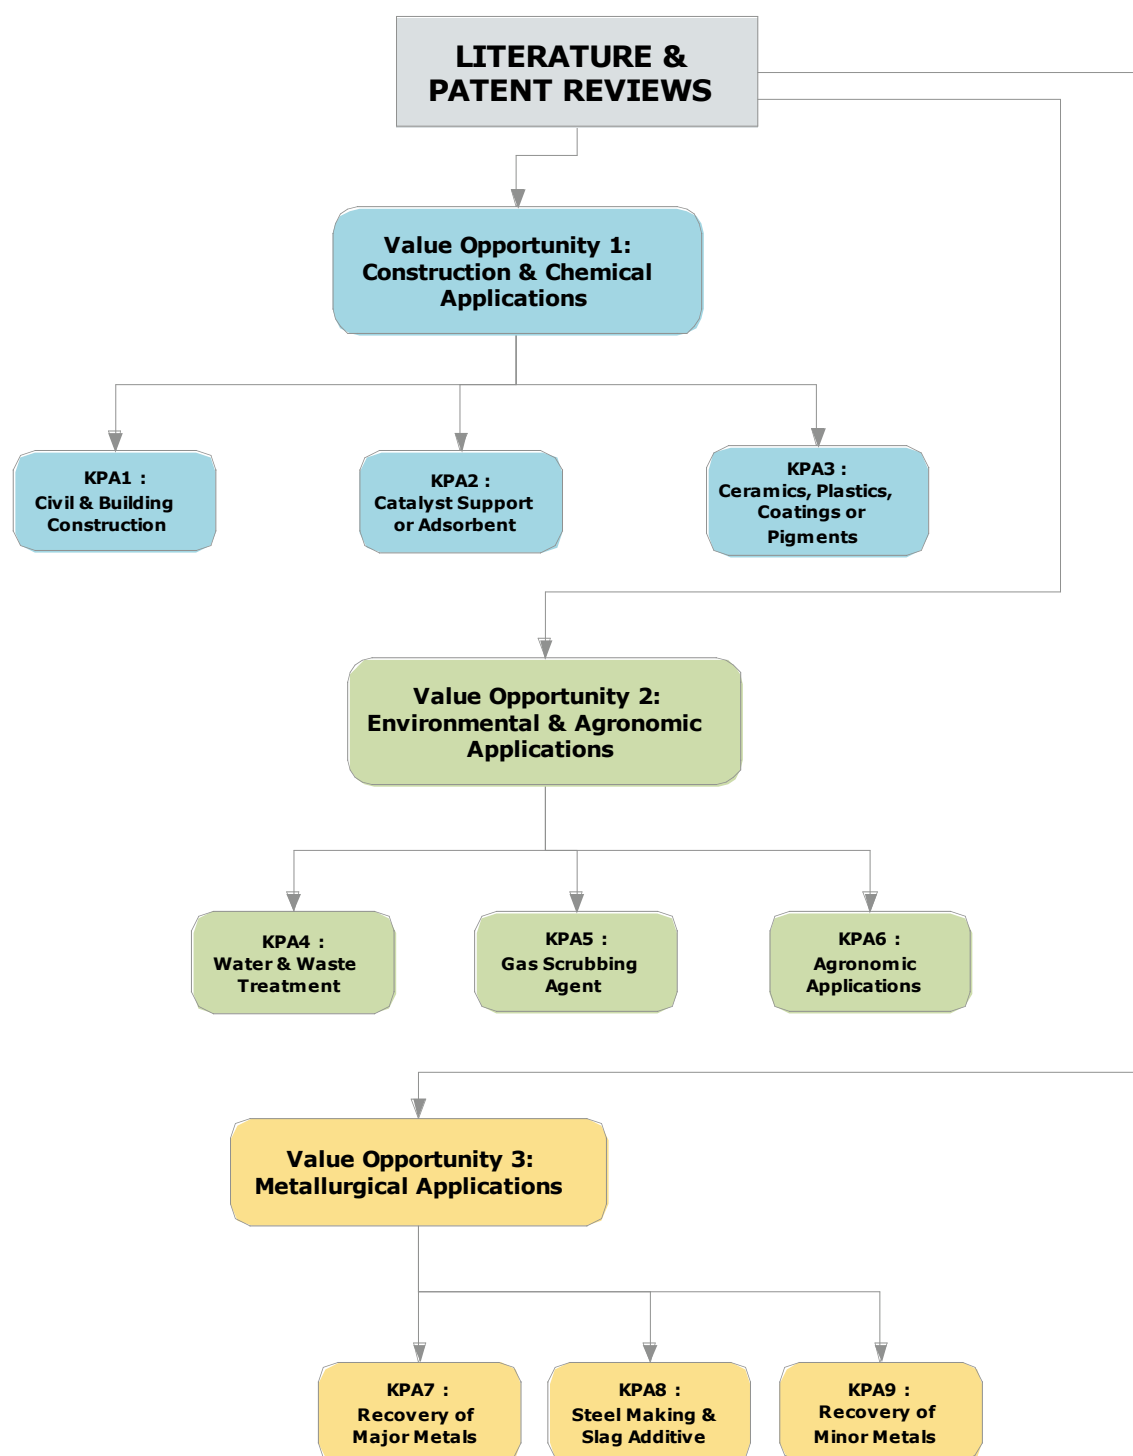 LITERATURE &
PATENT REVIEWS
Value Opportunity 1:
Construction & Chemical
Applications
KPA1 :
Civil & Building
Construction
KPA2 :
Catalyst Support
or Adsorbent
KPA3 :
Ceramics, Plastics,
Coatings or
Pigments
Value Opportunity 2:
Environmental & Agronomic
Applications
KPA4 :
Water & Waste
Treatment
KPA5 :
Gas Scrubbing
Agent
KPA6 :
Agronomic
Applications
Value Opportunity 3:
Metallurgical Applications
KPA7 :
Recovery of
Major Metals
KPA8 :
Steel Making &
Slag Additive
KPA9 :
Recovery of
Minor Metals